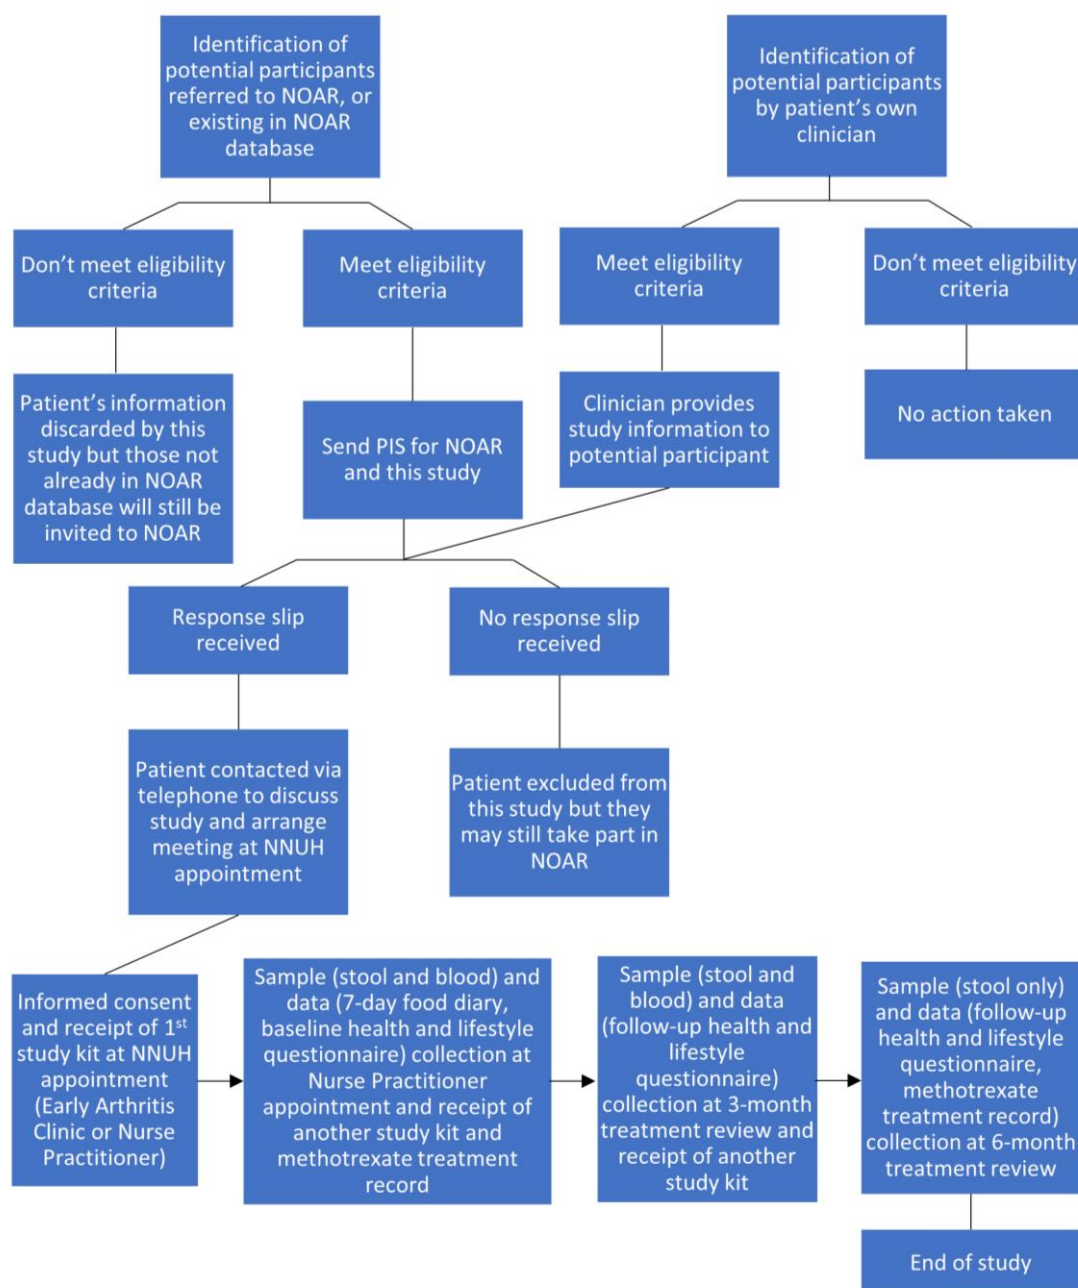 Identification of
potential participants
referred to NOAR, or
existing in NOAR
database
Identification of
potential participants
by patient's own
clinician
Don't meet eligibility
criteria
Meet eligibility
criteria
Meet eligibility
criteria
Don't meet eligibility
criteria
Patient's information
discarded by this
study but those not
already in NOAR
database will still be
invited to NOAR
Send PIS for NOAR
and this study
Clinician provides
study information to
potential participant
No action taken
Response slip
received
No response slip
received
Patient contacted via
telephone to discuss
study and arrange
meeting at NNUH
appointment
Patient excluded from
this study but they
may still take part in
NOAR
Informed consent
and receipt of 1st
study kit at NNUH
appointment
(Early Arthritis
Clinic or Nurse
Practitioner)
Sample (stool and blood) and
data (7-day food diary,
baseline health and lifestyle
questionnaire) collection at
Nurse Practitioner
appointment and receipt of
another study kit and
methotrexate treatment
record
Sample (stool and
blood) and data
(follow-up health and
lifestyle
questionnaire)
collection at 3-month
treatment review and
receipt of another
study kit
Sample (stool only)
and data (follow-up
health and lifestyle
questionnaire,
methotrexate
treatment record)
collection at 6-month
treatment review
End of study